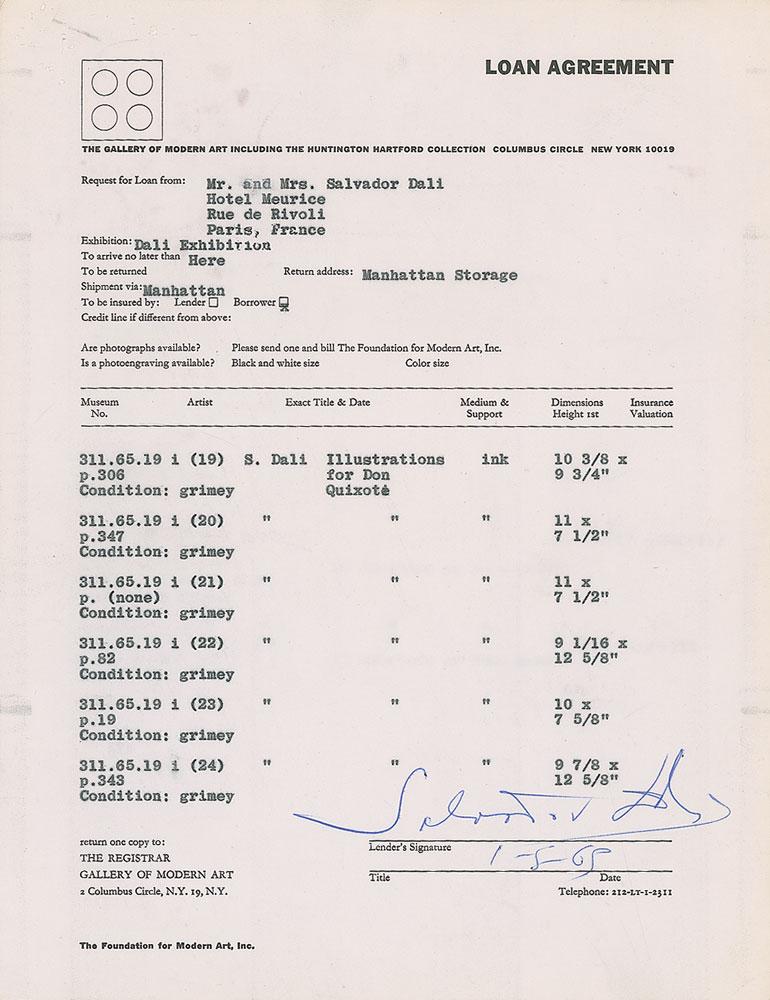 LOAN AGREEMENT
THE GALLERY OF MODERN ART INCLUDING THE HUNTINGTON HARTFORD COLLECTION COLUMBUS CIRCLE NEW YORK 10019
Request for Loan from: Mr. and Mrs. Salvador Dali
Hotel Meurice
Rue de Rivoli
Paris, France
Exhibition: Dali Exhibition
To arrive no later than Here
To be returned Return address: Manhattan Storage
Shipment via: Manhattan
To be insured by: Lender Borrower x
Credit line if different from above:
Are photographs available? Please send one and bill The Foundation for Modern Art, Inc.
Is a photoengraving available? Black and white size Color size
Museum Artist Exact Title & Date Medium & Dimensions Insurance
No. Support Height 1st Valuation
311.65.19 i (19) S. Dali Illustrations ink 10 3/8 x
p.306 for Don 9 3/4"
Condition: grimey Quixote
311.65.19 i (20) " " " 11 x
p.347 7 1/2"
Condition: grimey
311.65.19 i (21) " " " 11 x
p. (none) 7 1/2"
Condition: grimey
311.65.19 i (22) " " " 9 1/16 x
p.82 12 5/8"
Condition: grimey
311.65.19 i (23) " " " 10 x
p.19 7 5/8"
Condition: grimey
311.65.19 i (24) " " " 9 7/8 x
p.343 12 5/8"
Condition: grimey
Salvador Dali
return one copy to: Lender's Signature
1-5-65
THE REGISTRAR
GALLERY OF MODERN ART Title Date
2 Columbus Circle, N.Y. 19, N.Y. Telephone: 212-LT-1-2311
The Foundation for Modern Art, Inc.